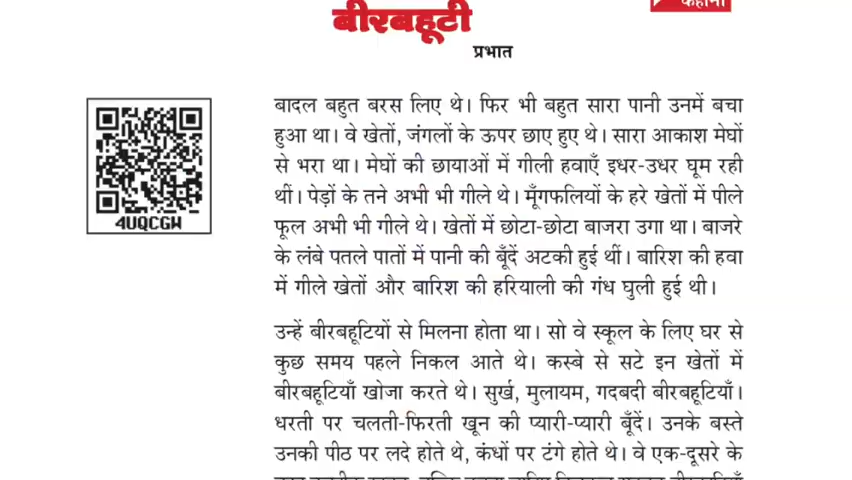 कहानी
बीरबहूटी
प्रभात
बादल बहुत बरस लिए थे। फिर भी बहुत सारा पानी उनमें बचा
हुआ था। वे खेतों, जंगलों के ऊपर छाए हुए थे। सारा आकाश मेघों
से भरा था। मेघों की छायाओं में गीली हवाएँ इधर-उधर घूम रही
थीं। पेड़ों के तने अभी भी गीले थे। मूँगफलियों के हरे खेतों में पीले
फूल अभी भी गीले थे। खेतों में छोटा-छोटा बाजरा उगा था। बाजरे
के लंबे पतले पातों में पानी की बूँदें अटकी हुई थीं। बारिश की हवा
में गीले खेतों और बारिश की हरियाली की गंध घुली हुई थी।
4UQCGW
उन्हें बीरबहूटियों से मिलना होता था। सो वे स्कूल के लिए घर से
कुछ समय पहले निकल आते थे। कस्बे से सटे इन खेतों में
बीरबहूटियाँ खोजा करते थे। सुर्ख, मुलायम, गदबदी बीरबहूटियाँ।
धरती पर चलती-फिरती खून की प्यारी-प्यारी बूँदें। उनके बस्ते
उनकी पीठ पर लदे होते थे, कंधों पर टंगे होते थे। वे एक-दूसरे के